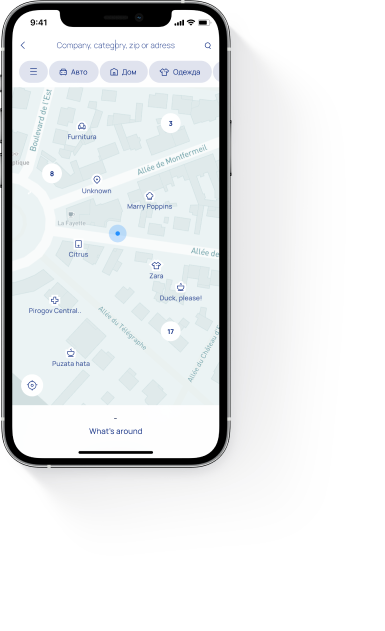 9:41
Company, category, zip or adress
Авто
Дом
Одежда
Boulevard de l'Est
3
Furnitura
ptique
Allée de Montfermeil
8
Unknown
Marry Poppins
La Fayette
Citrus
Allée de
Zara
Duck, please!
Pirogov Central..
Allée du Télégraphe
17
Allée du Château d'
Puzata hata
What's around